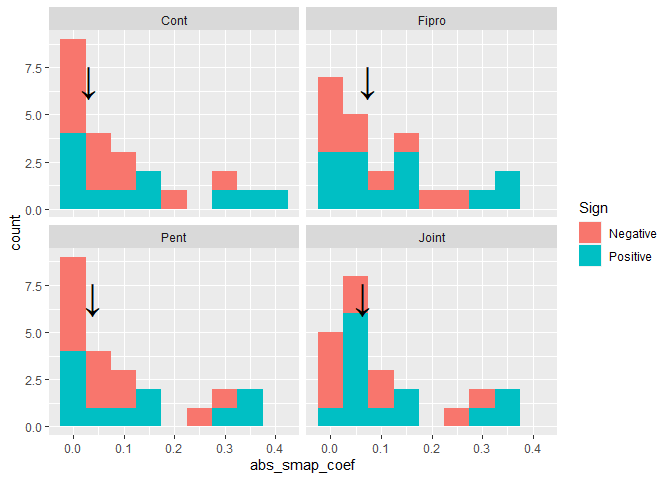 Cont
Fipro
7.5
5.0
2.5
0.0
count
Pent
Joint
7.5
5.0
2.5
0.0
0.0 0.1 0.2 0.3 0.4
0.0 0.1 0.2 0.3 0.4
abs_smap_coef
Sign
Negative
Positive